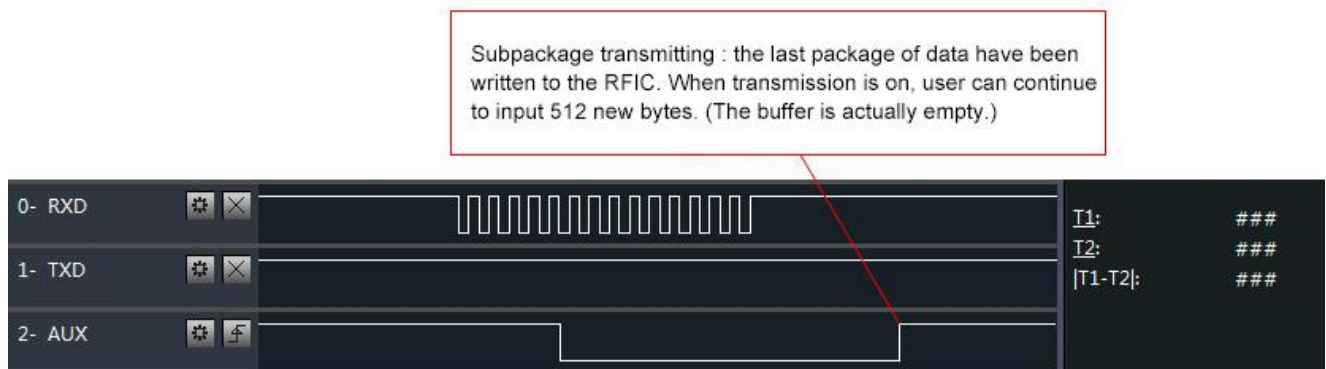 Subpackage transmitting : the last package of data have been
written to the RFIC. When transmission is on, user can continue
to input 512 new bytes. (The buffer is actually empty.)
0- RXD
1- TXD
2- AUX
T1: ###
T2: ###
|T1-T2|: ###